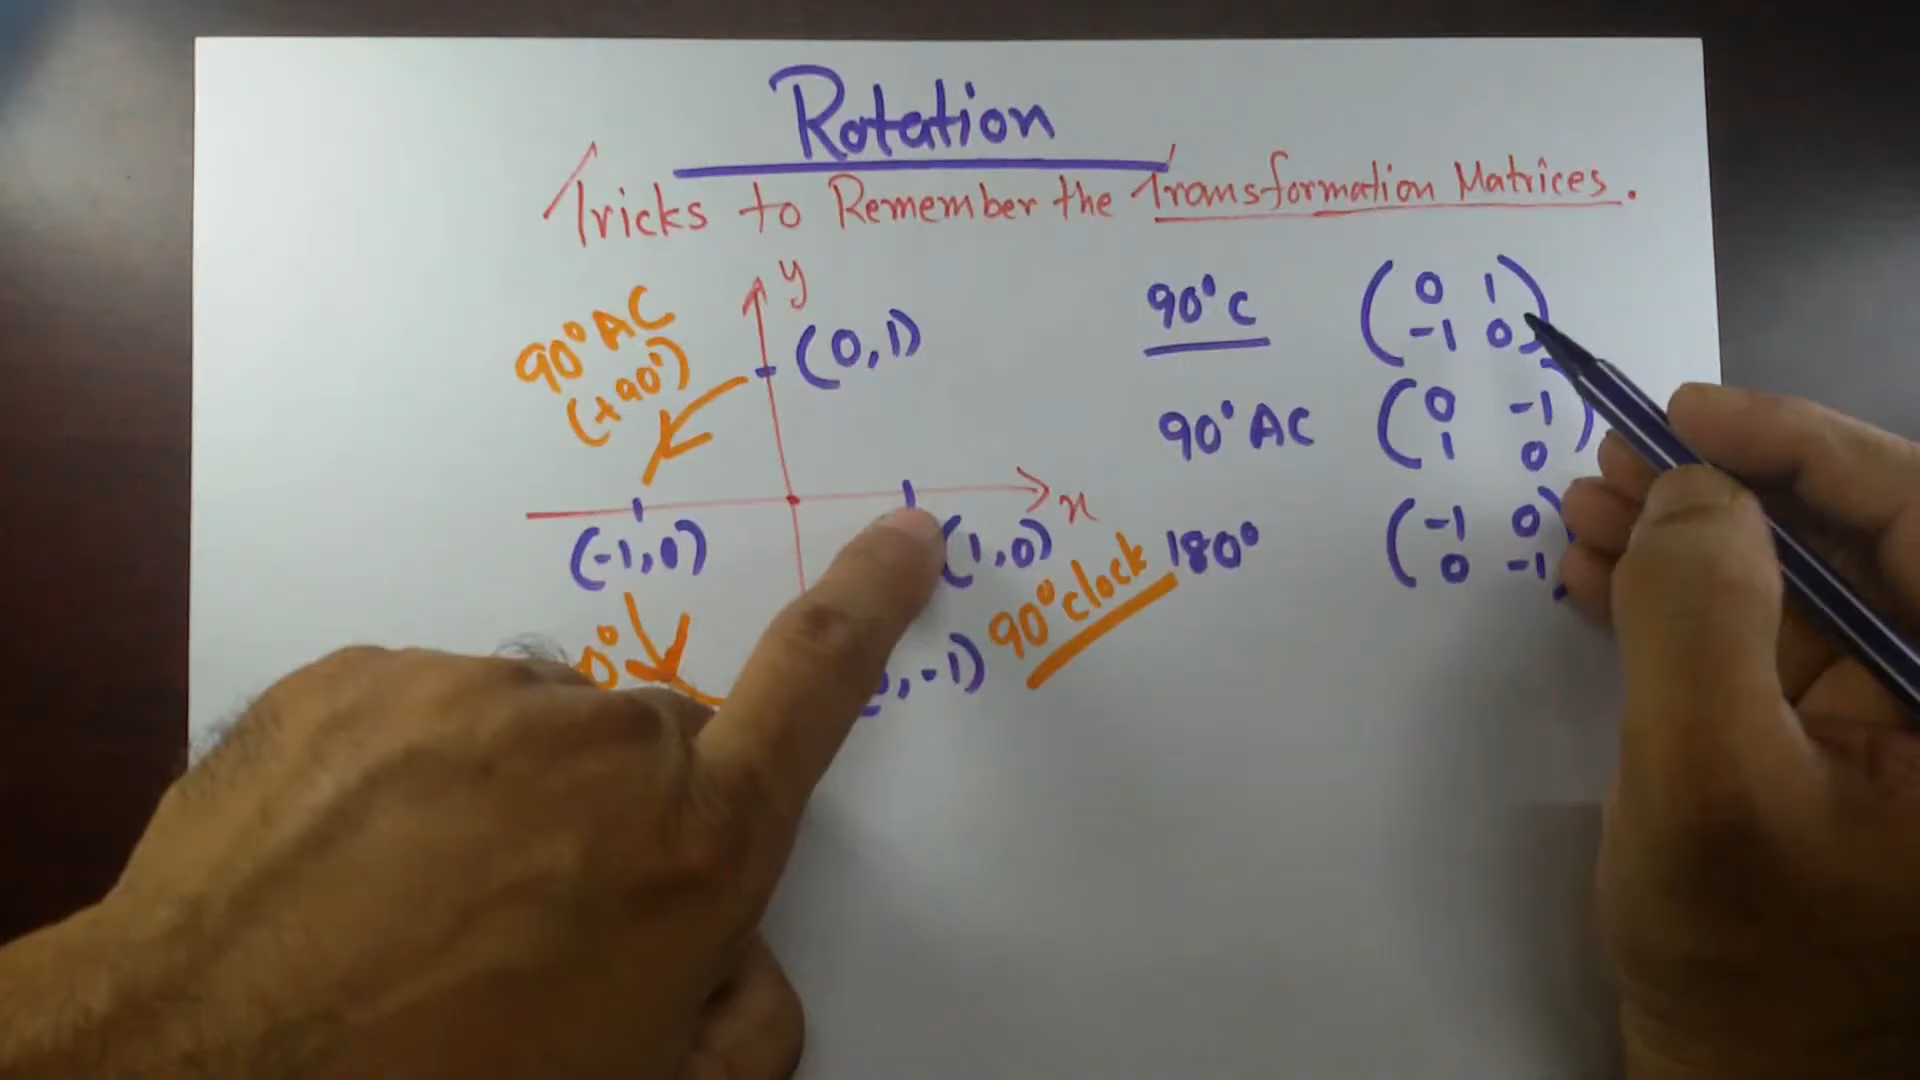 Rotation
Tricks to Remember the Transformation Matrices.
y
90° AC
(+90°)
(0,1)
x
(-1,0)
(1,0)
90° clock
,-1)
90°C
( 0 1
-1 0 )
90° AC
( 0 -1
1 0 )
180°
( -1 0
0 -1 )